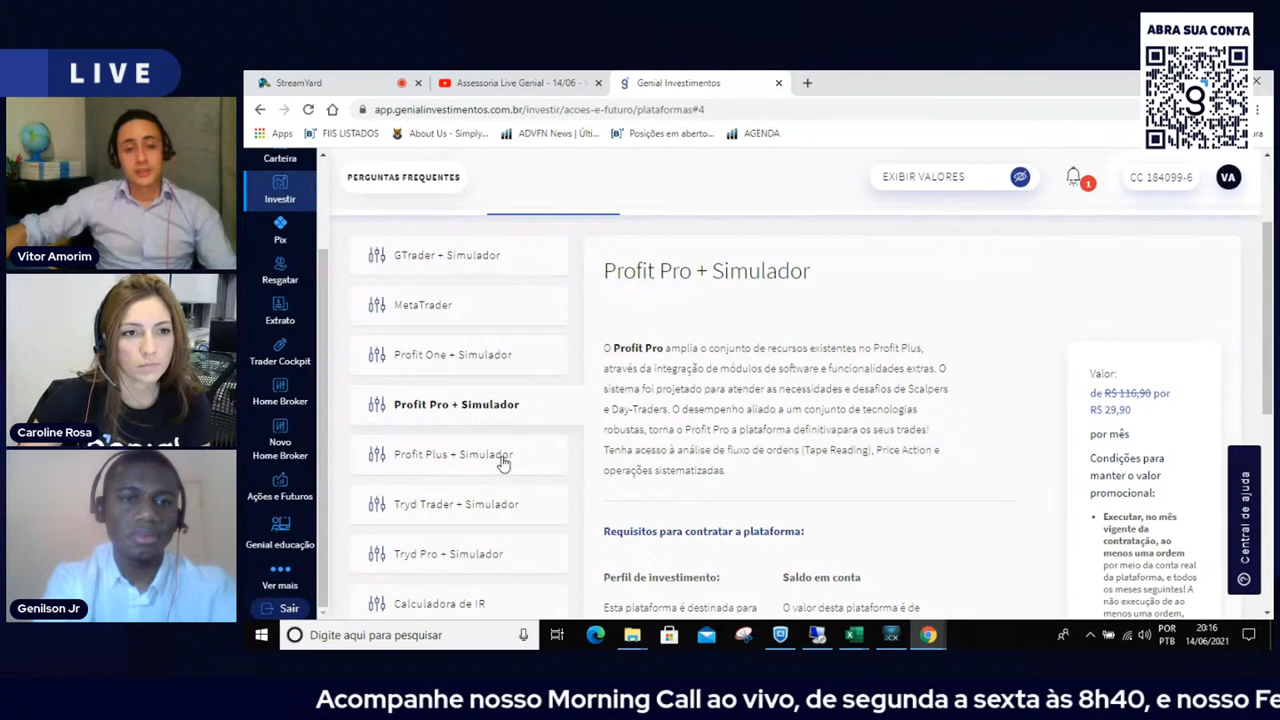 LIVE
Vitor Amorim
Caroline Rosa
Genilson Jr
ABRA SUA CONTA
StreamYard
Assessoria Live Genial - 14/06 - S
Genial Investimentos
app.genialinvestimentos.com.br/investir/acoes-e-futuro/plataformas#4
Apps
FIIS LISTADOS
About Us - Simply...
ADVFN News | Últi...
Posições em aberto...
AGENDA
Carteira
Investir
Pix
Resgatar
Extrato
Trader Cockpit
Home Broker
Novo
Home Broker
Ações e Futuros
Genial educação
Ver mais
Sair
PERGUNTAS FREQUENTES
EXIBIR VALORES
1
CC 184099-6
VA
GTrader + Simulador
MetaTrader
Profit One + Simulador
Profit Pro + Simulador
Profit Plus + Simulador
Tryd Trader + Simulador
Tryd Pro + Simulador
Calculadora de IR
Profit Pro + Simulador
O Profit Pro amplia o conjunto de recursos existentes no Profit Plus,
através da integração de módulos de software e funcionalidades extras. O
sistema foi projetado para atender as necessidades e desafios de Scalpers
e Day-Traders. O desempenho aliado a um conjunto de tecnologias
robustas, torna o Profit Pro a plataforma definitivapara os seus trades!
Tenha acesso à análise de fluxo de ordens (Tape Reading), Price Action e
operações sistematizadas.
Requisitos para contratar a plataforma:
Perfil de investimento:
Esta plataforma é destinada para
Saldo em conta
O valor desta plataforma é de
Valor:
de R$ 116,90 por
R$ 29,90
por mês
Condições para
manter o valor
promocional:
Executar, no mês
vigente da
contratação, ao
menos uma ordem
por meio da conta real
da plataforma, e todos
os meses seguintes! A
não execução de ao
menos uma ordem,
Central de ajuda
Digite aqui para pesquisar
POR
PTB
20:16
14/06/2021
Acompanhe nosso Morning Call ao vivo, de segunda a sexta às 8h40, e nosso Fe